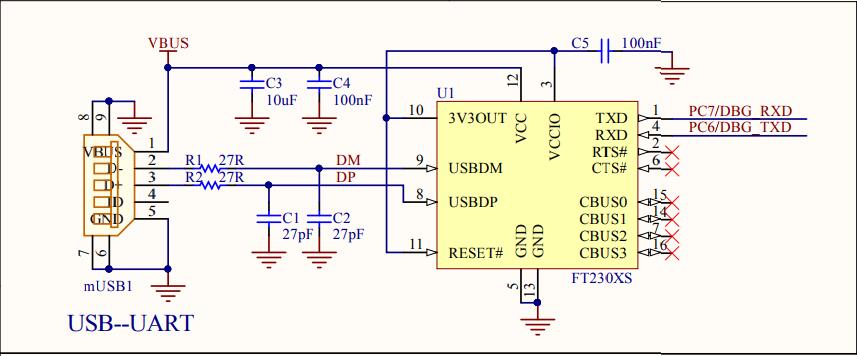 VBUS
C5 100nF
C3
10uF
C4
100nF
U1
12
3
8
9
10 3V3OUT
VCC
VCCIO
TXD 1 PC7/DBG_RXD
RXD 4 PC6/DBG_TXD
RTS# 2
CTS# 6
VBUS 1
D- 2 R1 27R DM 9 USBDM
D+ 3 R2 27R DP 8 USBDP
ID 4
GND 5
CBUS0 15
CBUS1 14
CBUS2 7
CBUS3 16
C1
27pF
C2
27pF
11 RESET#
GND
GND
7
6
5
13
FT230XS
mUSB1
USB--UART